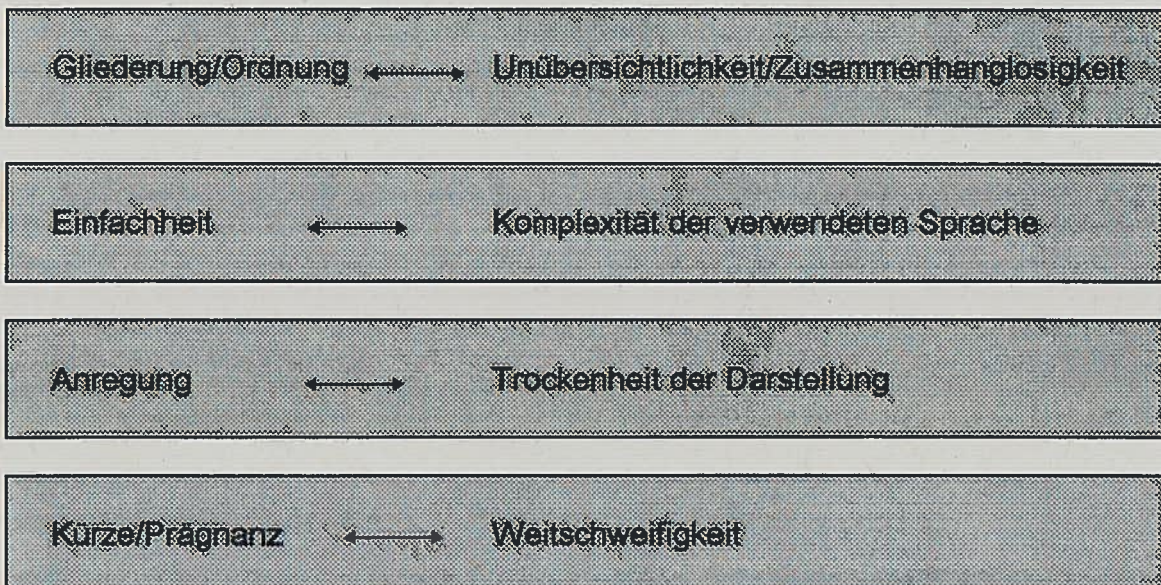 Gliederung/Ordnung ↔ Unübersichtlichkeit/Zusammenhanglosigkeit
Einfachheit ↔ Komplexität der verwendeten Sprache
Anregung ↔ Trockenheit der Darstellung
Kürze/Prägnanz ↔ Weitschweifigkeit